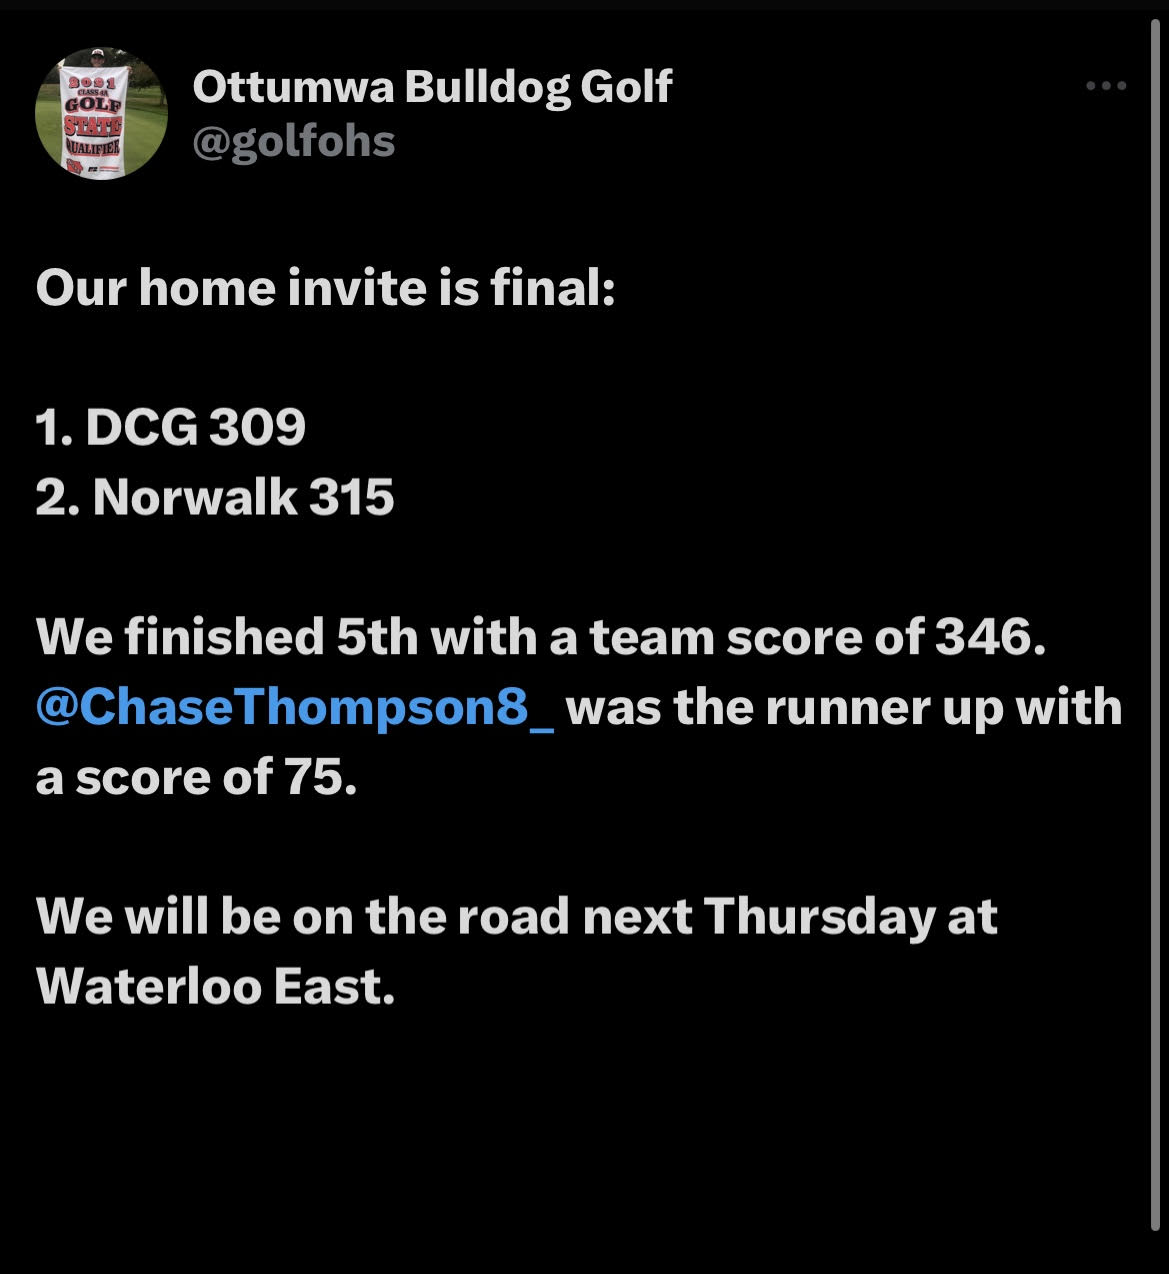 2021
CLASS 4A
GOLF
STATE
QUALIFIER
Ottumwa Bulldog Golf
@golfohs
Our home invite is final:
1. DCG 309
2. Norwalk 315
We finished 5th with a team score of 346.
@ChaseThompson8_ was the runner up with
a score of 75.
We will be on the road next Thursday at
Waterloo East.